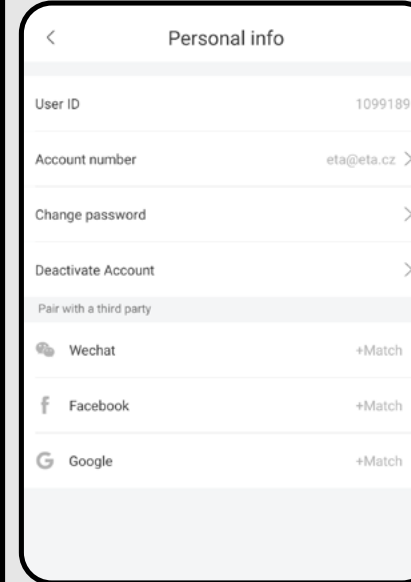 Personal info
User ID 1099189
Account number eta@eta.cz
Change password
Deactivate Account
Pair with a third party
Wechat +Match
Facebook +Match
Google +Match